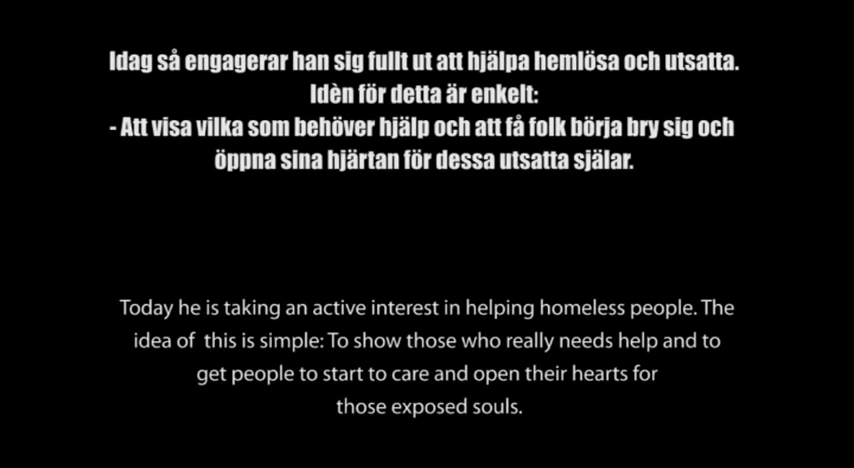 Idag så engagerar han sig fullt ut att hjälpa hemlösa och utsatta.
Idèn för detta är enkelt:
- Att visa vilka som behöver hjälp och att få folk börja bry sig och
öppna sina hjärtan för dessa utsatta själar.
Today he is taking an active interest in helping homeless people. The
idea of this is simple: To show those who really needs help and to
get people to start to care and open their hearts for
those exposed souls.